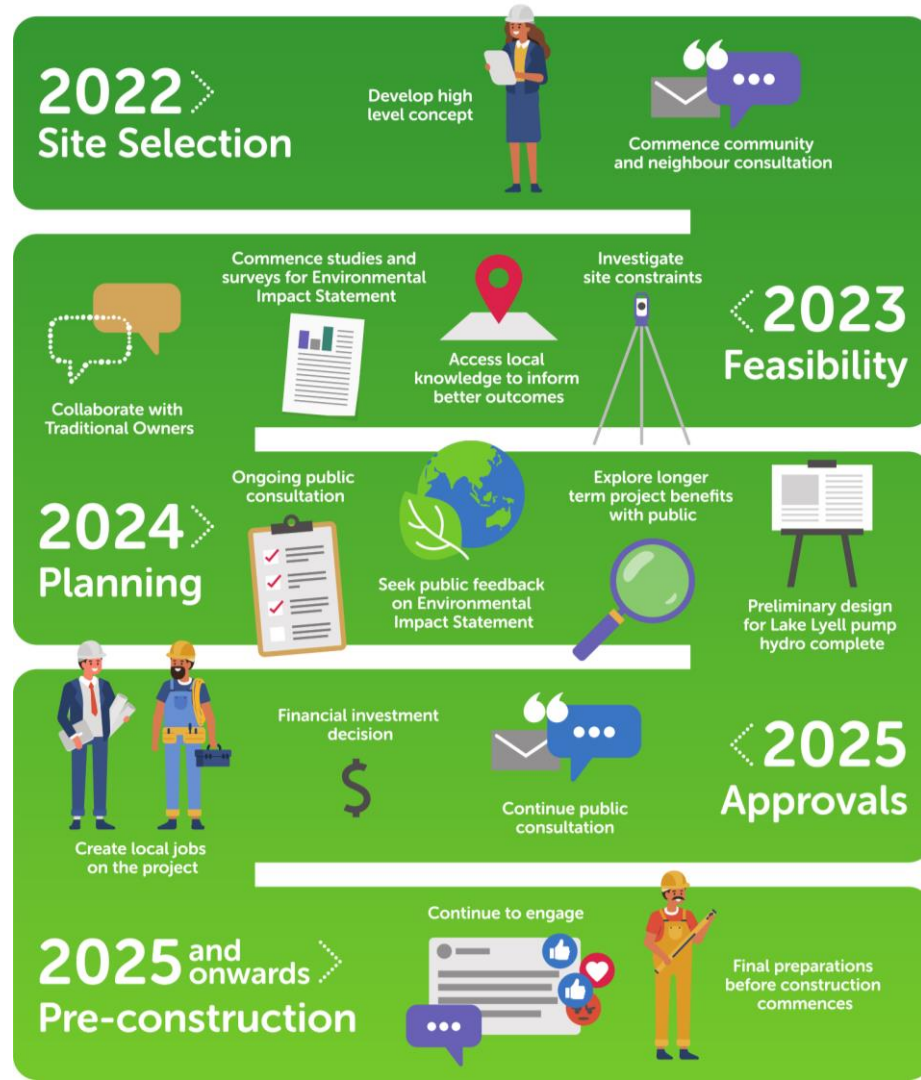 2022
Site Selection
Develop high
level concept
Commence community
and neighbour consultation
2023
Feasibility
Investigate
site constraints
Access local
knowledge to inform
better outcomes
Commence studies and
surveys for Environmental
Impact Statement
Collaborate with
Traditional Owners
2024
Planning
Ongoing public
consultation
Seek public feedback
on Environmental
Impact Statement
Explore longer
term project benefits
with public
Preliminary design
for Lake Lyell pump
hydro complete
2025
Approvals
Continue public
consultation
Financial investment
decision
$
Create local jobs
on the project
2025 and
onwards
Pre-construction
Continue to engage
Final preparations
before construction
commences